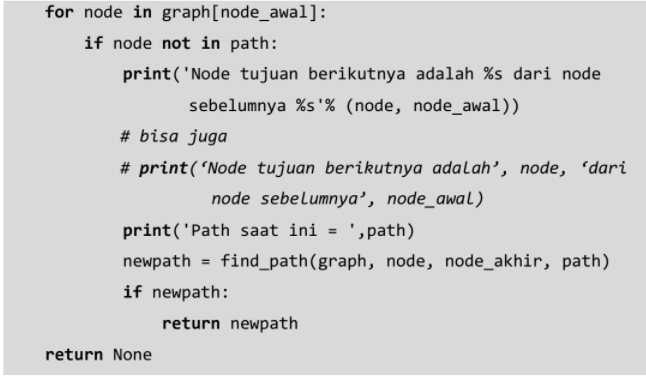 for node in graph[node_awal]:
if node not in path:
print('Node tujuan berikutnya adalah %s dari node
sebelumnya %s'% (node, node_awal))
# bisa juga
# print(‘Node tujuan berikutnya adalah’, node, ‘dari
node sebelumnya’, node_awal)
print('Path saat ini = ',path)
newpath = find_path(graph, node, node_akhir, path)
if newpath:
return newpath
return None